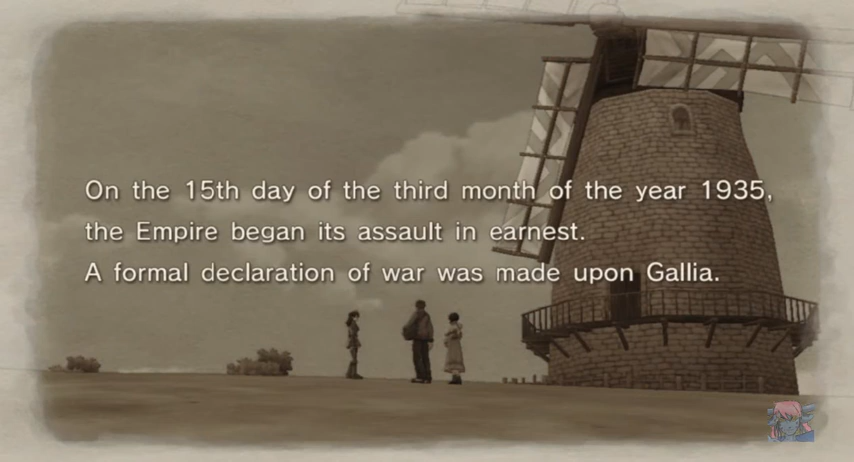 On the 15th day of the third month of the year 1935,
the Empire began its assault in earnest.
A formal declaration of war was made upon Gallia.